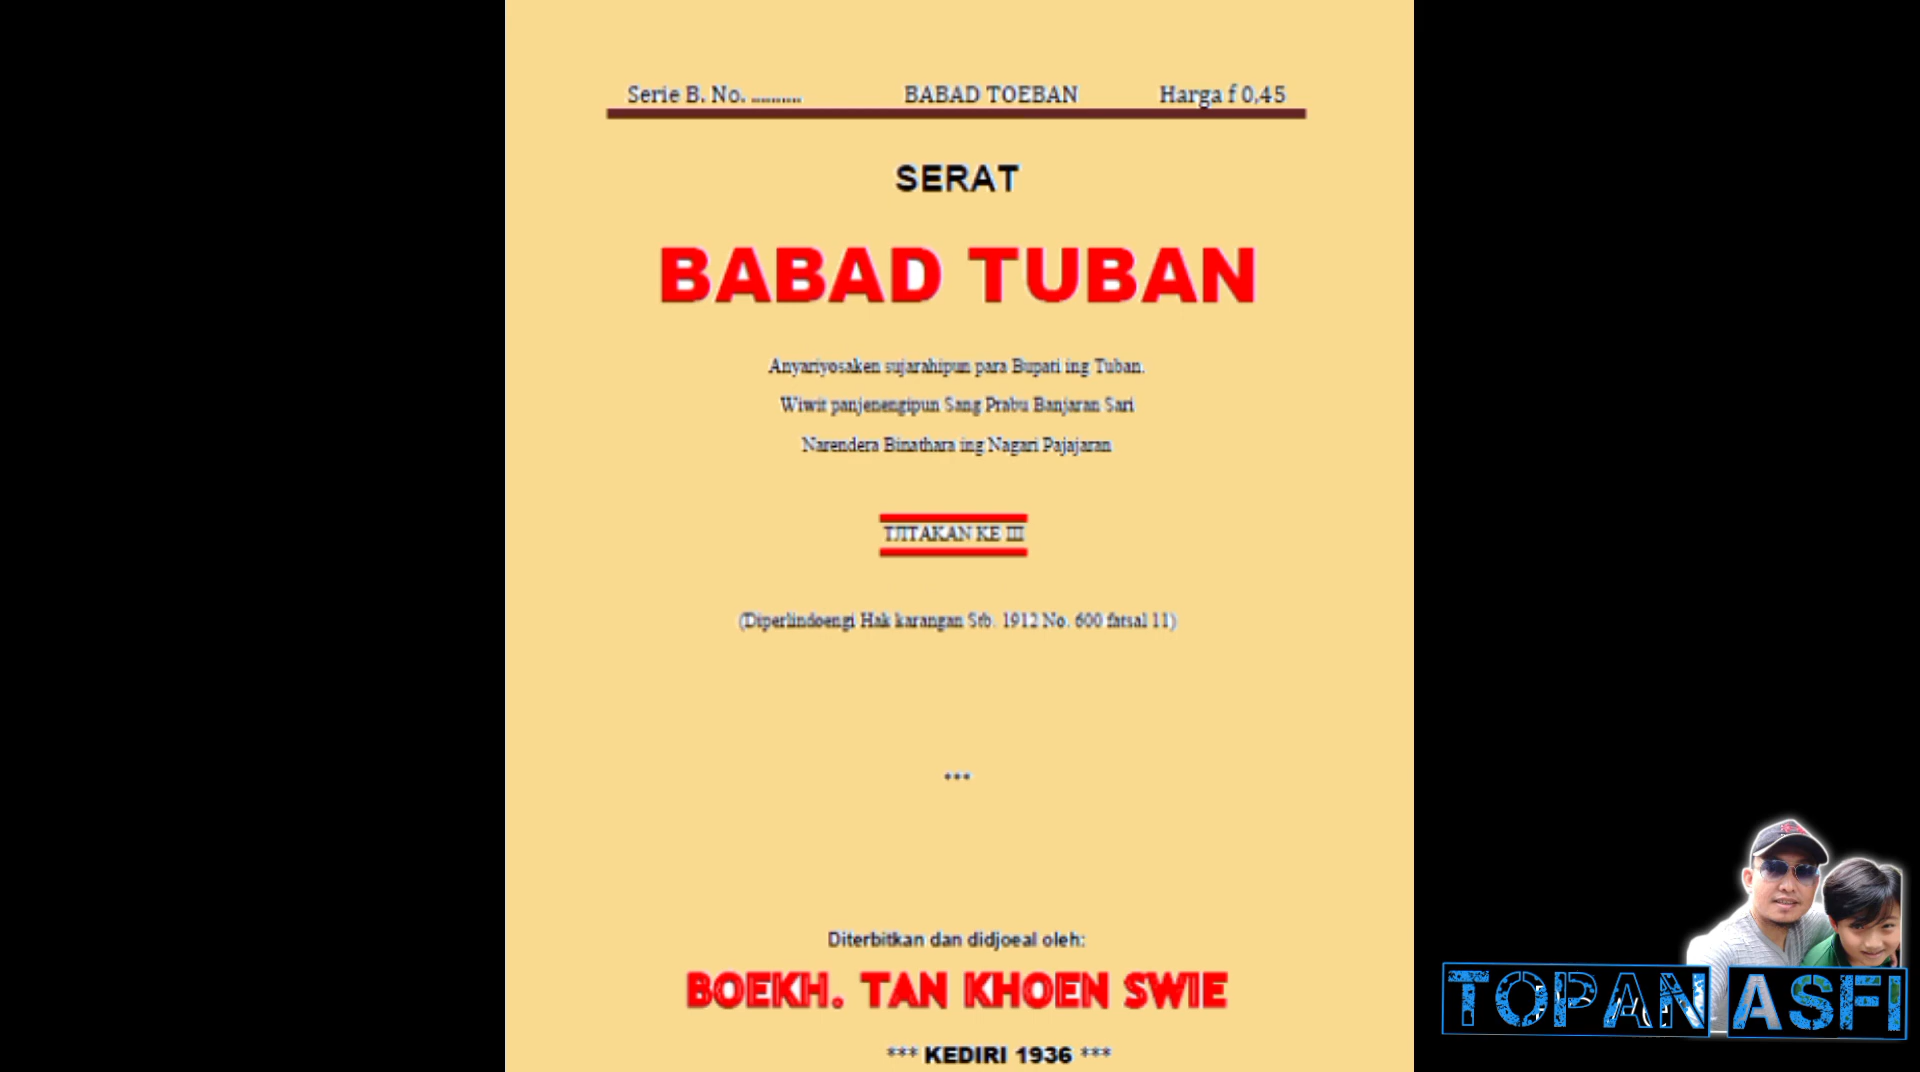 Serie B. No. ..........   BABAD TOEBAN   Harga f 0,45
SERAT
BABAD TUBAN
Anyariyosaken sujarahipun para Bupati ing Tuban.
Wiwit panjenengipun Sang Prabu Banjaran Sari
Narendera Binathara ing Nagari Pajajaran
TJITAKAN KE III
(Diperlindoengi Hak karangan Stb. 1912 No. 600 fatsal 11)
***
Diterbitkan dan didjoeal oleh:
BOEKH. TAN KHOEN SWIE
*** KEDIRI 1936 ***
TOPAN ASFI